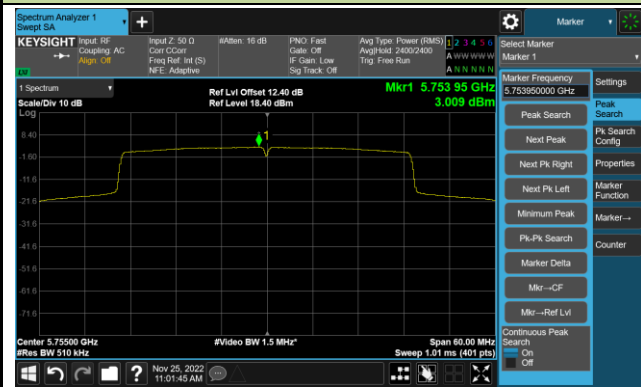 Spectrum Analyzer 1
Swept SA
Marker
KEYSIGHT Input: RF Input Z: 50 Ω #Atten: 16 dB PNO: Fast Avg Type: Power (RMS) 1 2 3 4 5 6
Coupling: AC Corr CCorr Gate: Off Avg|Hold: 2400/2400 A W W W W W
Align: Off Freq Ref: Int (S) IF Gain: Low Trig: Free Run
NFE: Adaptive Sig Track: Off A N N N N N
LXI
Select Marker
Marker 1
1 Spectrum
Scale/Div 10 dB
Log
Ref Lvl Offset 12.40 dB
Ref Level 18.40 dBm
Mkr1 5.753 95 GHz
3.009 dBm
8.40
-1.60
-11.6
-21.6
-31.6
-41.6
-51.6
-61.6
-71.6
1
Center 5.75500 GHz #Video BW 1.5 MHz* Span 60.00 MHz
#Res BW 510 kHz Sweep 1.01 ms (401 pts)
Marker Frequency
5.753950000 GHz
Peak Search
Next Peak
Next Pk Right
Next Pk Left
Minimum Peak
Pk-Pk Search
Marker Delta
Mkr→CF
Mkr→Ref Lvl
Continuous Peak
Search
On
Off
Settings
Peak
Search
Pk Search
Config
Properties
Marker
Function
Marker→
Counter
Nov 25, 2022
11:01:45 AM